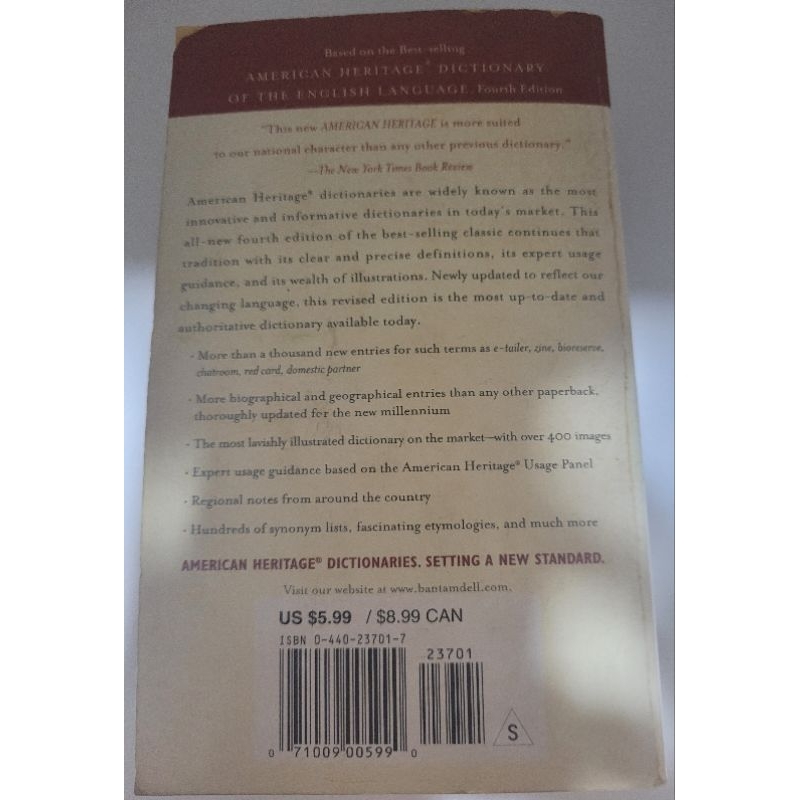 Based on the Best-selling
AMERICAN HERITAGE® DICTIONARY
OF THE ENGLISH LANGUAGE, Fourth Edition
"This new AMERICAN HERITAGE is more suited
to our national character than any other previous dictionary."
—The New York Times Book Review
American Heritage® dictionaries are widely known as the most
innovative and informative dictionaries in today's market. This
all-new fourth edition of the best-selling classic continues that
tradition with its clear and precise definitions, its expert usage
guidance, and its wealth of illustrations. Newly updated to reflect our
changing language, this revised edition is the most up-to-date and
authoritative dictionary available today.
• More than a thousand new entries for such terms as e-tailer, zine, bioreserve,
chatroom, red card, domestic partner
• More biographical and geographical entries than any other paperback,
thoroughly updated for the new millennium
• The most lavishly illustrated dictionary on the market—with over 400 images
• Expert usage guidance based on the American Heritage® Usage Panel
• Regional notes from around the country
• Hundreds of synonym lists, fascinating etymologies, and much more
AMERICAN HERITAGE® DICTIONARIES. SETTING A NEW STANDARD.
Visit our website at www.bantamdell.com.
US $5.99 / $8.99 CAN
ISBN 0-440-23701-7
23701
S
0 71009 00599 0